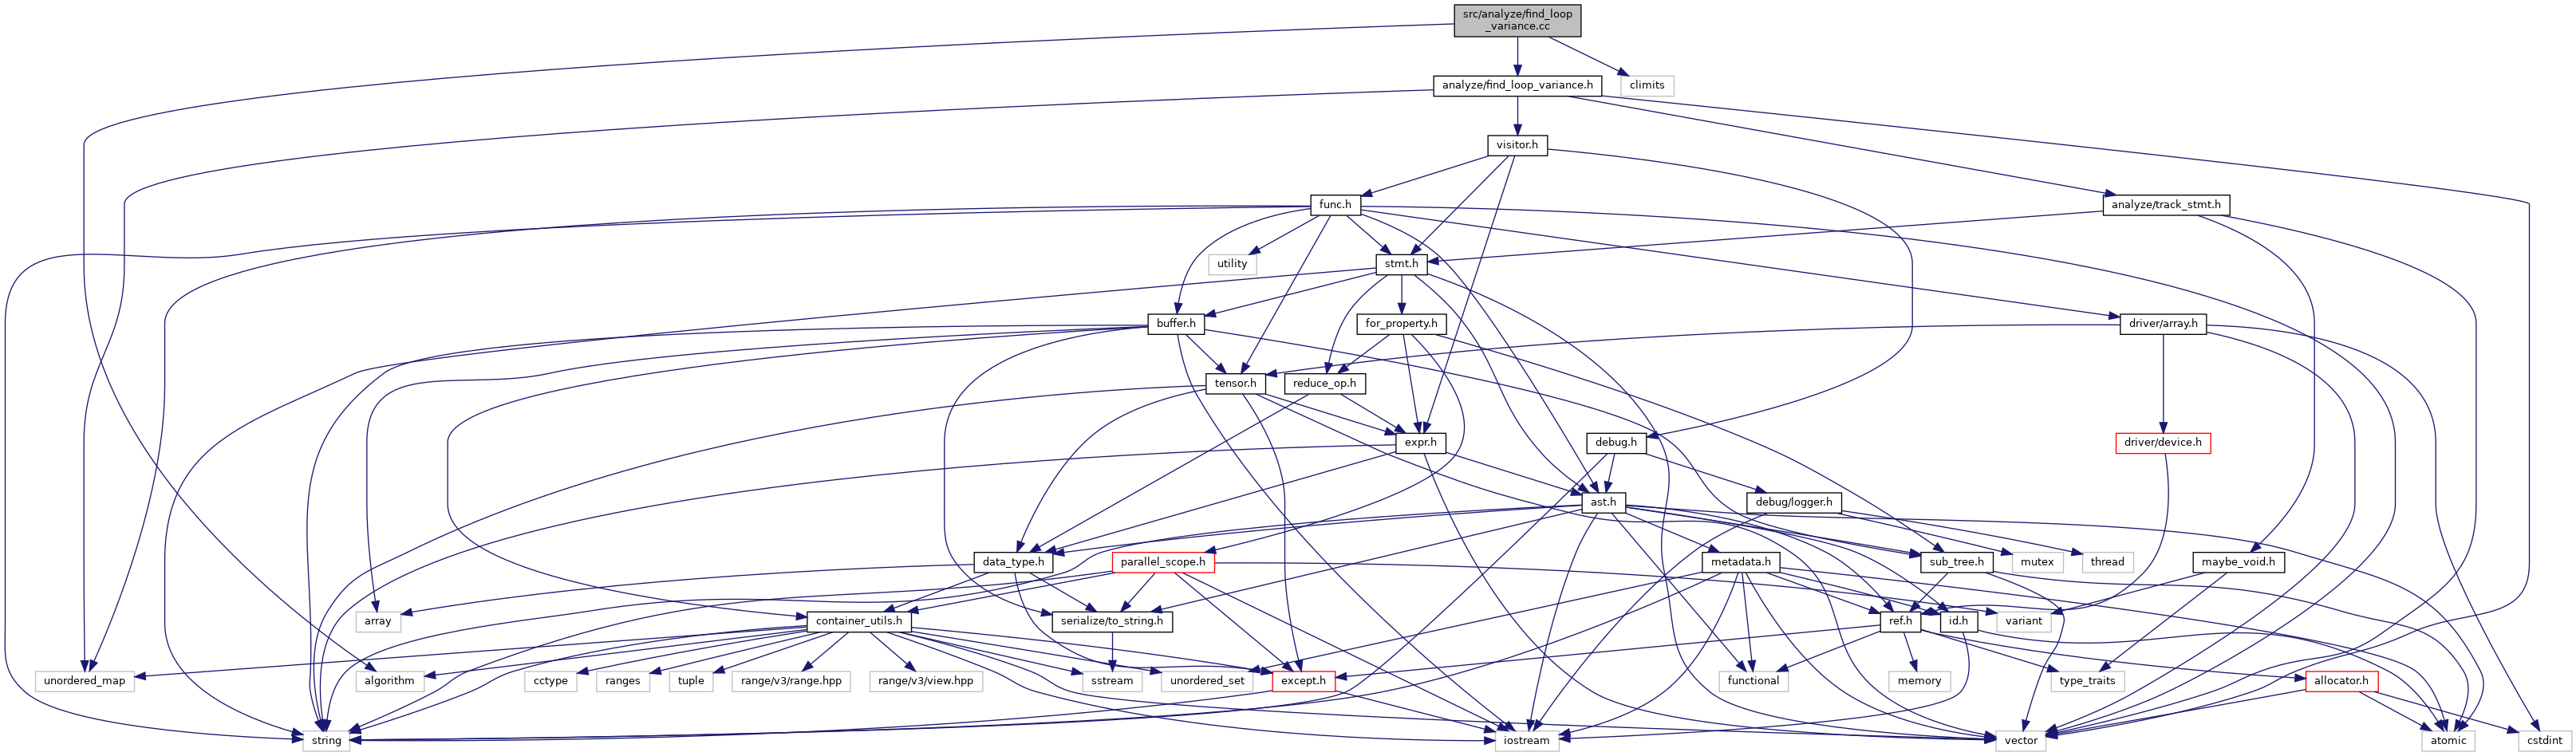 src/analyze/find_loop
_variance.cc
analyze/find_loop_variance.h
climits
visitor.h
func.h
analyze/track_stmt.h
utility
stmt.h
buffer.h
for_property.h
driver/array.h
tensor.h
reduce_op.h
expr.h
debug.h
driver/device.h
ast.h
debug/logger.h
data_type.h
parallel_scope.h
metadata.h
sub_tree.h
mutex
thread
maybe_void.h
array
container_utils.h
serialize/to_string.h
ref.h
id.h
variant
unordered_map
algorithm
cctype
ranges
tuple
range/v3/range.hpp
range/v3/view.hpp
sstream
unordered_set
except.h
functional
memory
type_traits
allocator.h
string
iostream
vector
atomic
cstdint